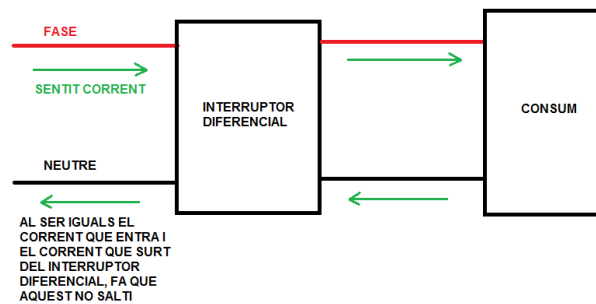 FASE
SENTIT CORRENT
INTERRUPTOR
DIFERENCIAL
CONSUM
NEUTRE
AL SER IGUALS EL
CORRENT QUE ENTRA I
EL CORRENT QUE SURT
DEL INTERRUPTOR
DIFERENCIAL, FA QUE
AQUEST NO SALTI